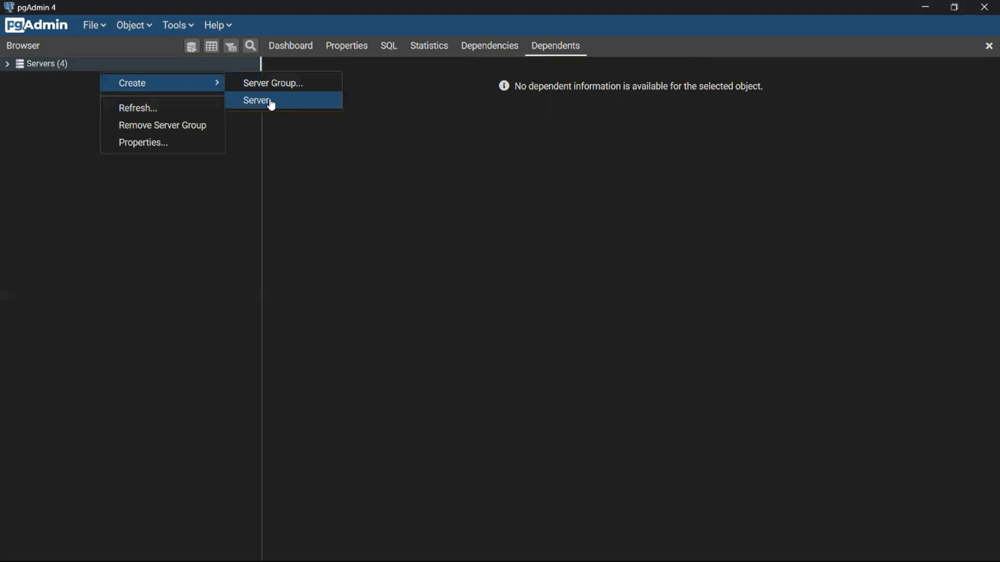 pgAdmin 4
pgAdmin File Object Tools Help
Browser Dashboard Properties SQL Statistics Dependencies Dependents
Servers (4)
Create Server Group...
No dependent information is available for the selected object.
Server
Refresh...
Remove Server Group
Properties...